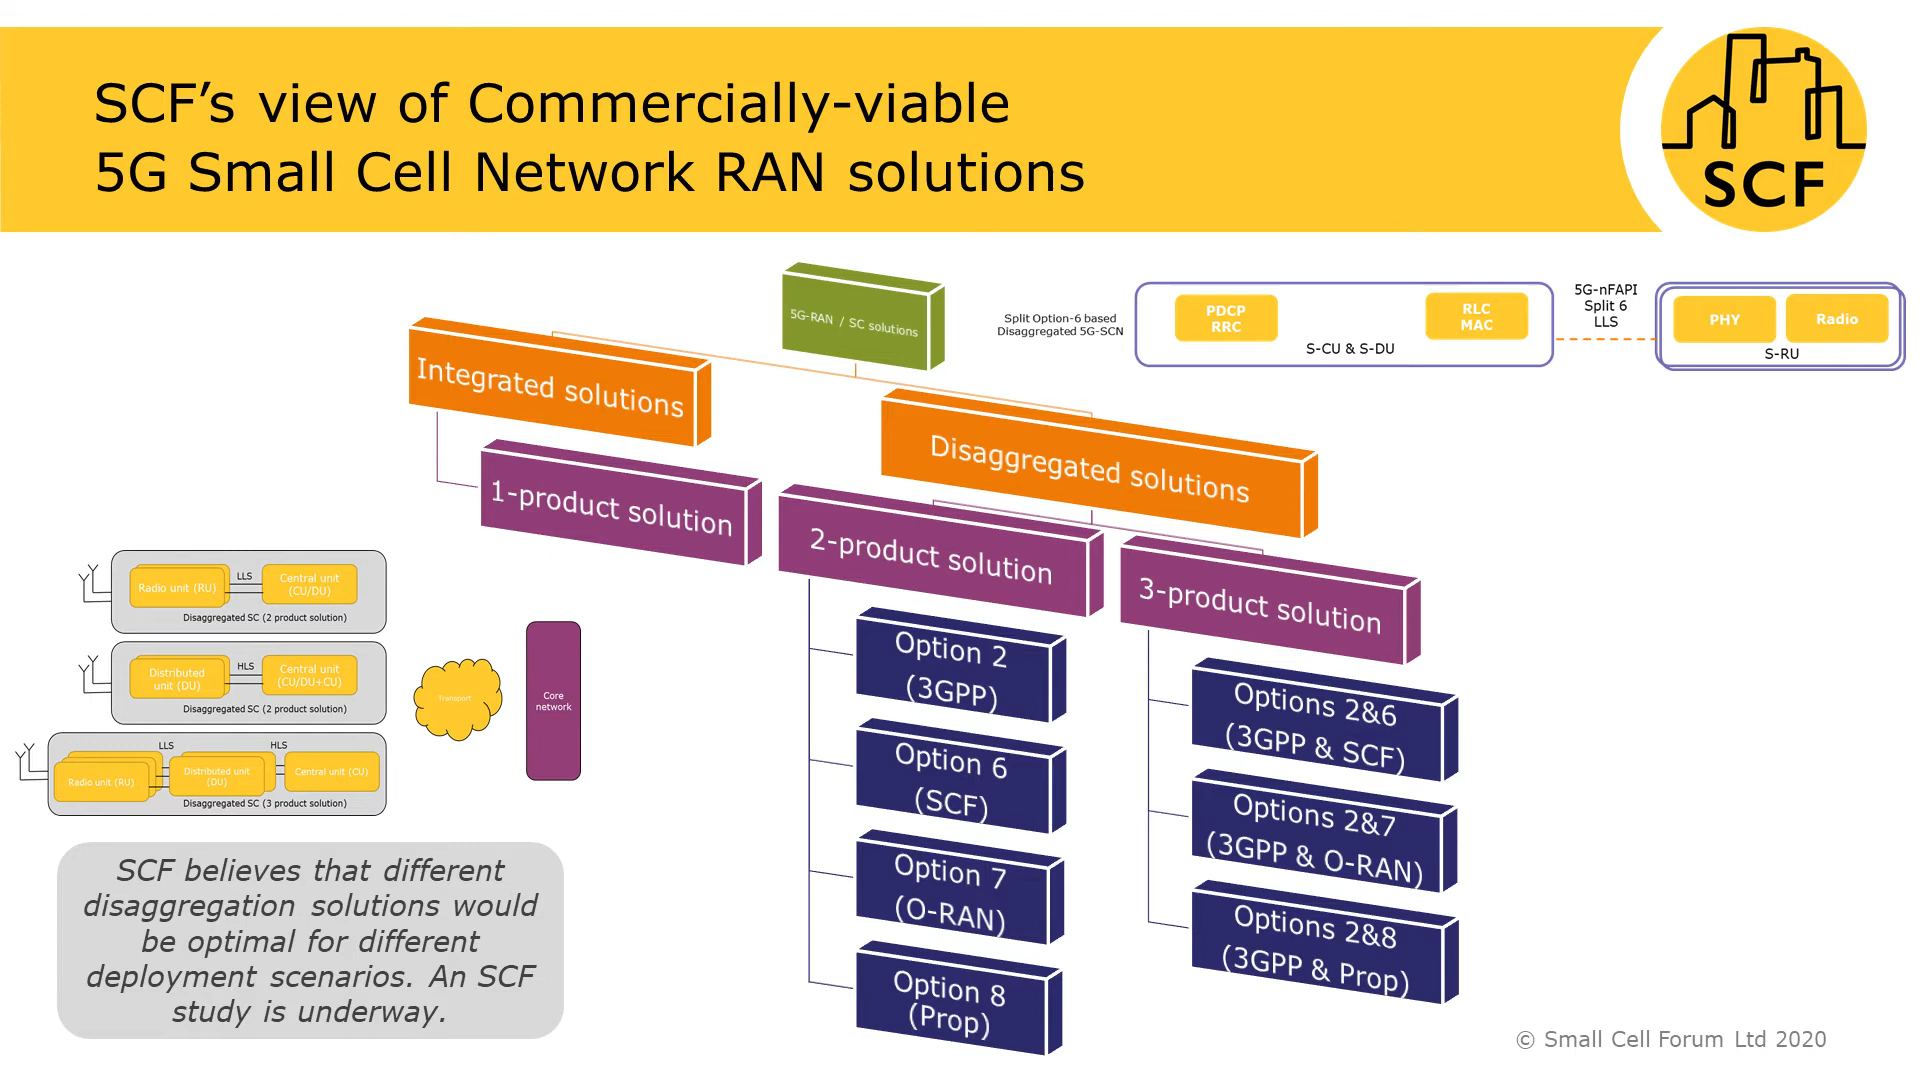 SCF’s view of Commercially-viable
5G Small Cell Network RAN solutions
SCF
5G-RAN / SC solutions
Split Option-6 based
Disaggregated 5G-SCN
PDCP
RRC
RLC
MAC
S-CU & S-DU
5G-nFAPI
Split 6
LLS
PHY
Radio
S-RU
Integrated solutions
Disaggregated solutions
1-product solution
2-product solution
3-product solution
Option 2
(3GPP)
Option 6
(SCF)
Option 7
(O-RAN)
Option 8
(Prop)
Options 2&6
(3GPP & SCF)
Options 2&7
(3GPP & O-RAN)
Options 2&8
(3GPP & Prop)
Radio unit (RU)
LLS
Central unit
(CU/DU)
Disaggregated SC (2 product solution)
Distributed
unit (DU)
HLS
Central unit
(CU/DU+CU)
Disaggregated SC (2 product solution)
LLS
HLS
Radio unit (RU)
Distributed unit
(DU)
Central unit (CU)
Disaggregated SC (3 product solution)
Transport
Core
network
SCF believes that different
disaggregation solutions would
be optimal for different
deployment scenarios. An SCF
study is underway.
© Small Cell Forum Ltd 2020